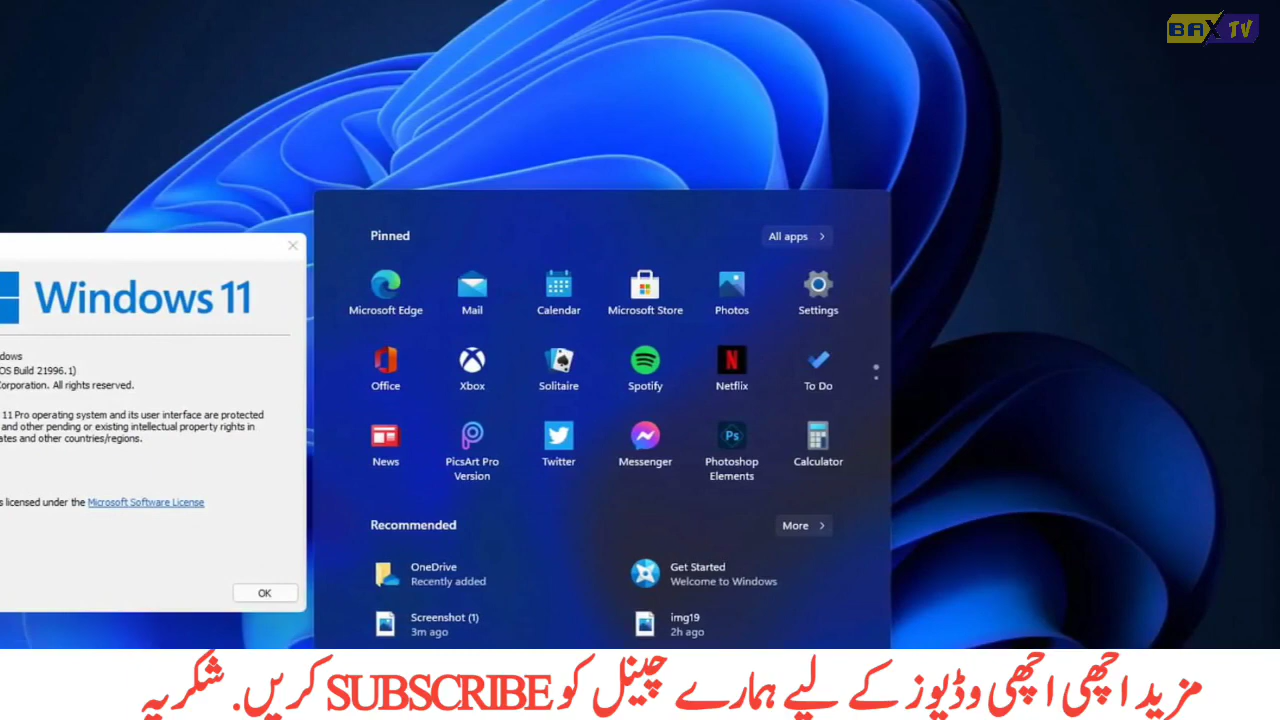 BAX TV
Pinned
All apps
Microsoft Edge
Mail
Calendar
Microsoft Store
Photos
Settings
Office
Xbox
Solitaire
Spotify
Netflix
To Do
News
PicsArt Pro
Version
Twitter
Messenger
Photoshop
Elements
Calculator
Recommended
More
OneDrive
Recently added
Get Started
Welcome to Windows
Screenshot (1)
3m ago
img19
2h ago
Windows 11
dows
OS Build 21996.1)
Corporation. All rights reserved.
11 Pro operating system and its user interface are protected
and other pending or existing intellectual property rights in
ates and other countries/regions.
s licensed under the Microsoft Software License
OK
مزید اچھی اچھی وڈیوز کے لیے ہمارے چینل کو SUBSCRIBE کریں. شکریہ